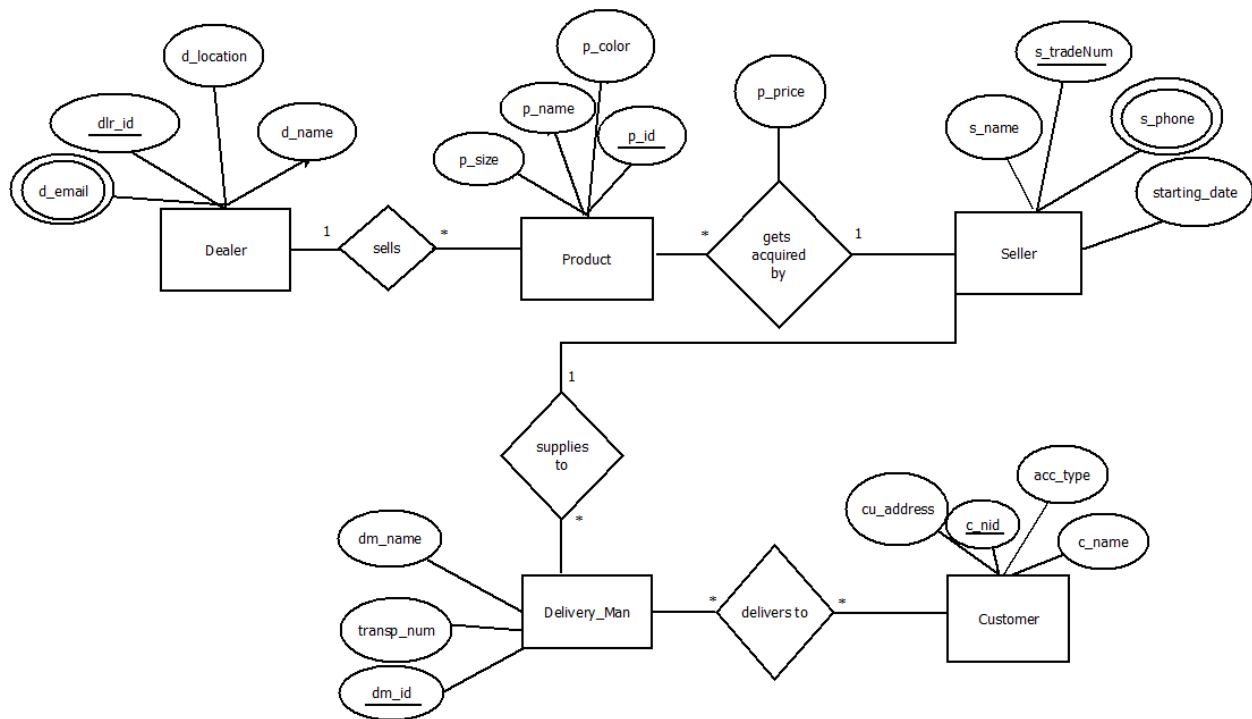 d_location
dlr_id
d_name
d_email
Dealer
1
sells
*
p_color
p_name
p_id
p_size
Product
*
p_price
gets
acquired
by
1
s_tradeNum
s_name
s_phone
starting_date
Seller
1
supplies
to
*
dm_name
transp_num
dm_id
Delivery_Man
*
delivers to
*
cu_address
c_nid
acc_type
c_name
Customer